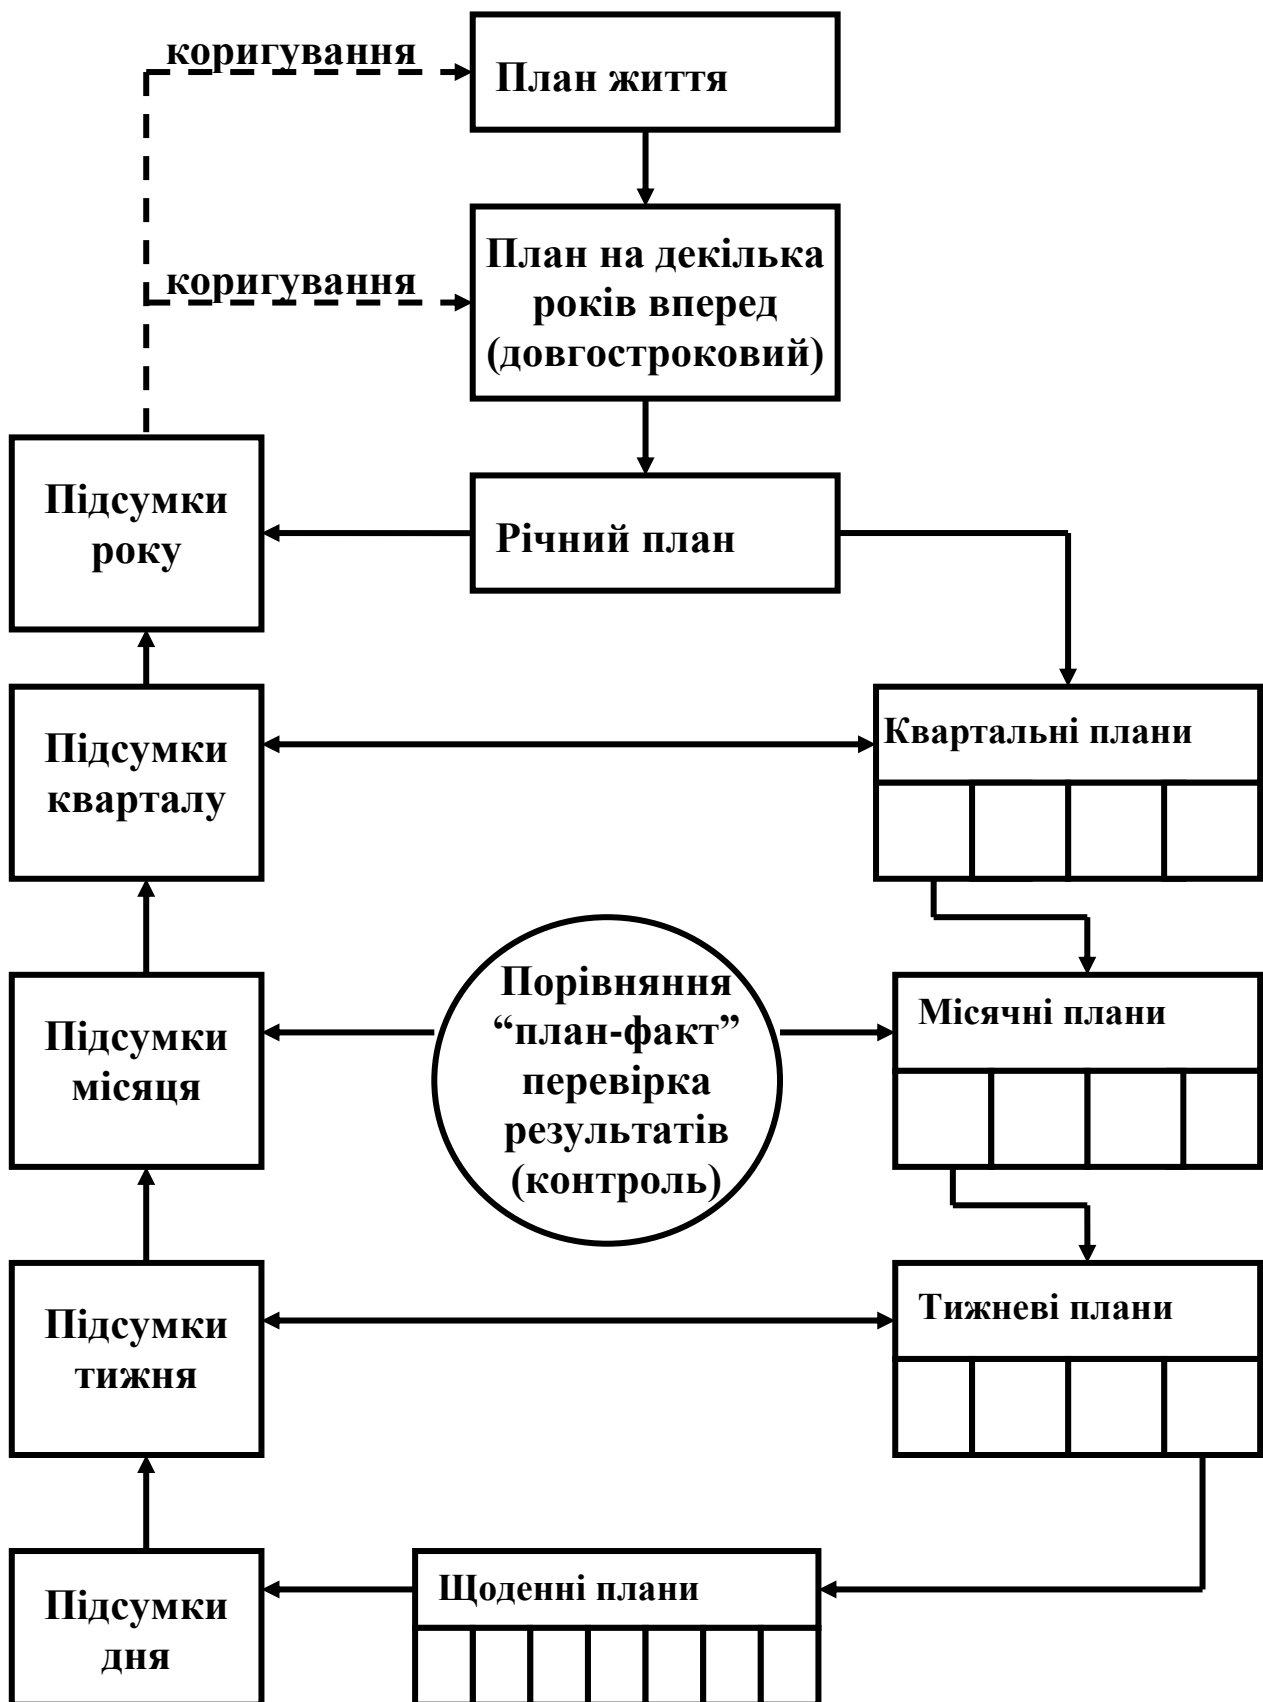 коригування
План життя
коригування
План на декілька
років вперед
(довгостроковий)
Підсумки
року
Річний план
Підсумки
кварталу
Квартальні плани
Підсумки
місяця
Порівняння
“план-факт”
перевірка
результатів
(контроль)
Місячні плани
Підсумки
тижня
Тижневі плани
Підсумки
дня
Щоденні плани